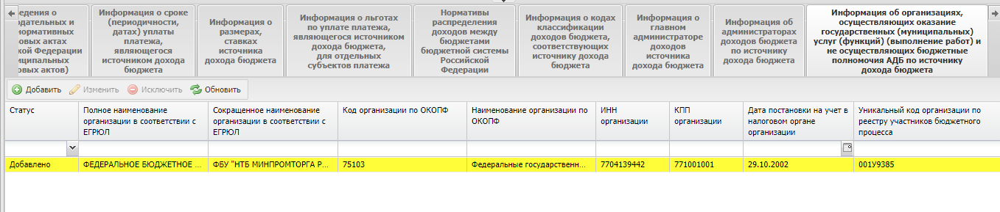 едения о
одательных и
нормативных
овых актах
кой Федерации
иципальных
овых актов)
Информация о сроке
(периодичности,
датах) уплаты
платежа,
являющегося
источником дохода
бюджета
Информация о
размерах,
ставках
источника
дохода бюджета
Информация о льготах
по уплате платежа,
являющегося источником
дохода бюджета,
для отдельных
субъектов платежа
Нормативы
распределения
доходов между
бюджетами
бюджетной системы
Российской
Федерации
Информация о кодах
классификации
доходов бюджета,
соответствующих
источнику дохода
бюджета
Информация о
главном
администраторе
доходов
источника
дохода бюджета
Информация об
администраторах
доходов бюджета
по источнику
дохода бюджета
Информация об организациях,
осуществляющих оказание
государственных (муниципальных)
услуг (функций) (выполнение работ) и
не осуществляющих бюджетные
полномочия АДБ по источнику
дохода бюджета
Добавить Изменить Исключить Обновить
Статус
Полное наименование
организации в соответствии с
ЕГРЮЛ
Сокращенное наименование
организации в соответствии с
ЕГРЮЛ
Код организации по ОКОПФ
Наименование организации по
ОКОПФ
ИНН
организации
КПП
организации
Дата постановки на учет в
налоговом органе
организации
Уникальный код организации по
реестру участников бюджетного
процесса
Добавлено ФЕДЕРАЛЬНОЕ БЮДЖЕТНОЕ ... ФБУ "НТБ МИНПРОМТОРГА Р... 75103 Федеральные государственн... 7704139442 771001001 29.10.2002 001У9385